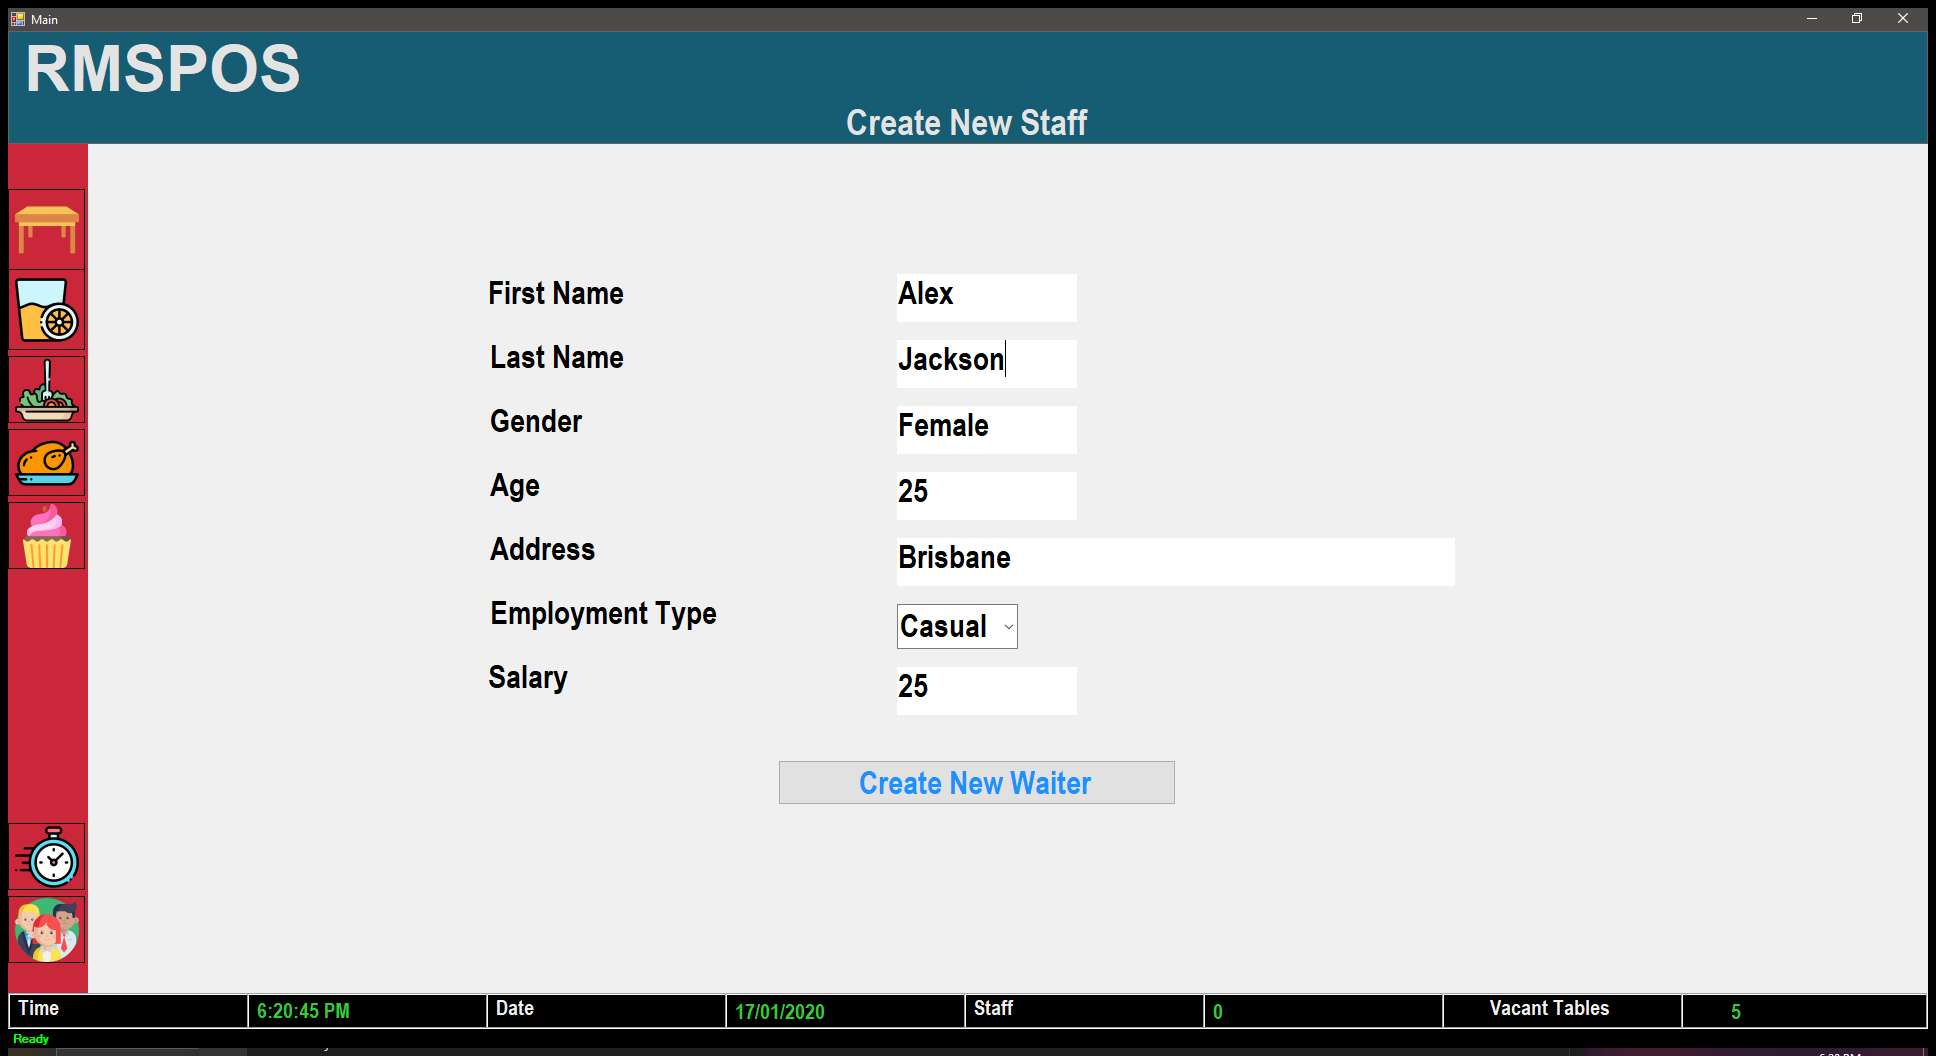 Main
RMSPOS
Create New Staff
First Name Alex
Last Name Jackson
Gender Female
Age 25
Address Brisbane
Employment Type Casual
Salary 25
Create New Waiter
Time 6:20:45 PM Date 17/01/2020 Staff 0 Vacant Tables 5
Ready